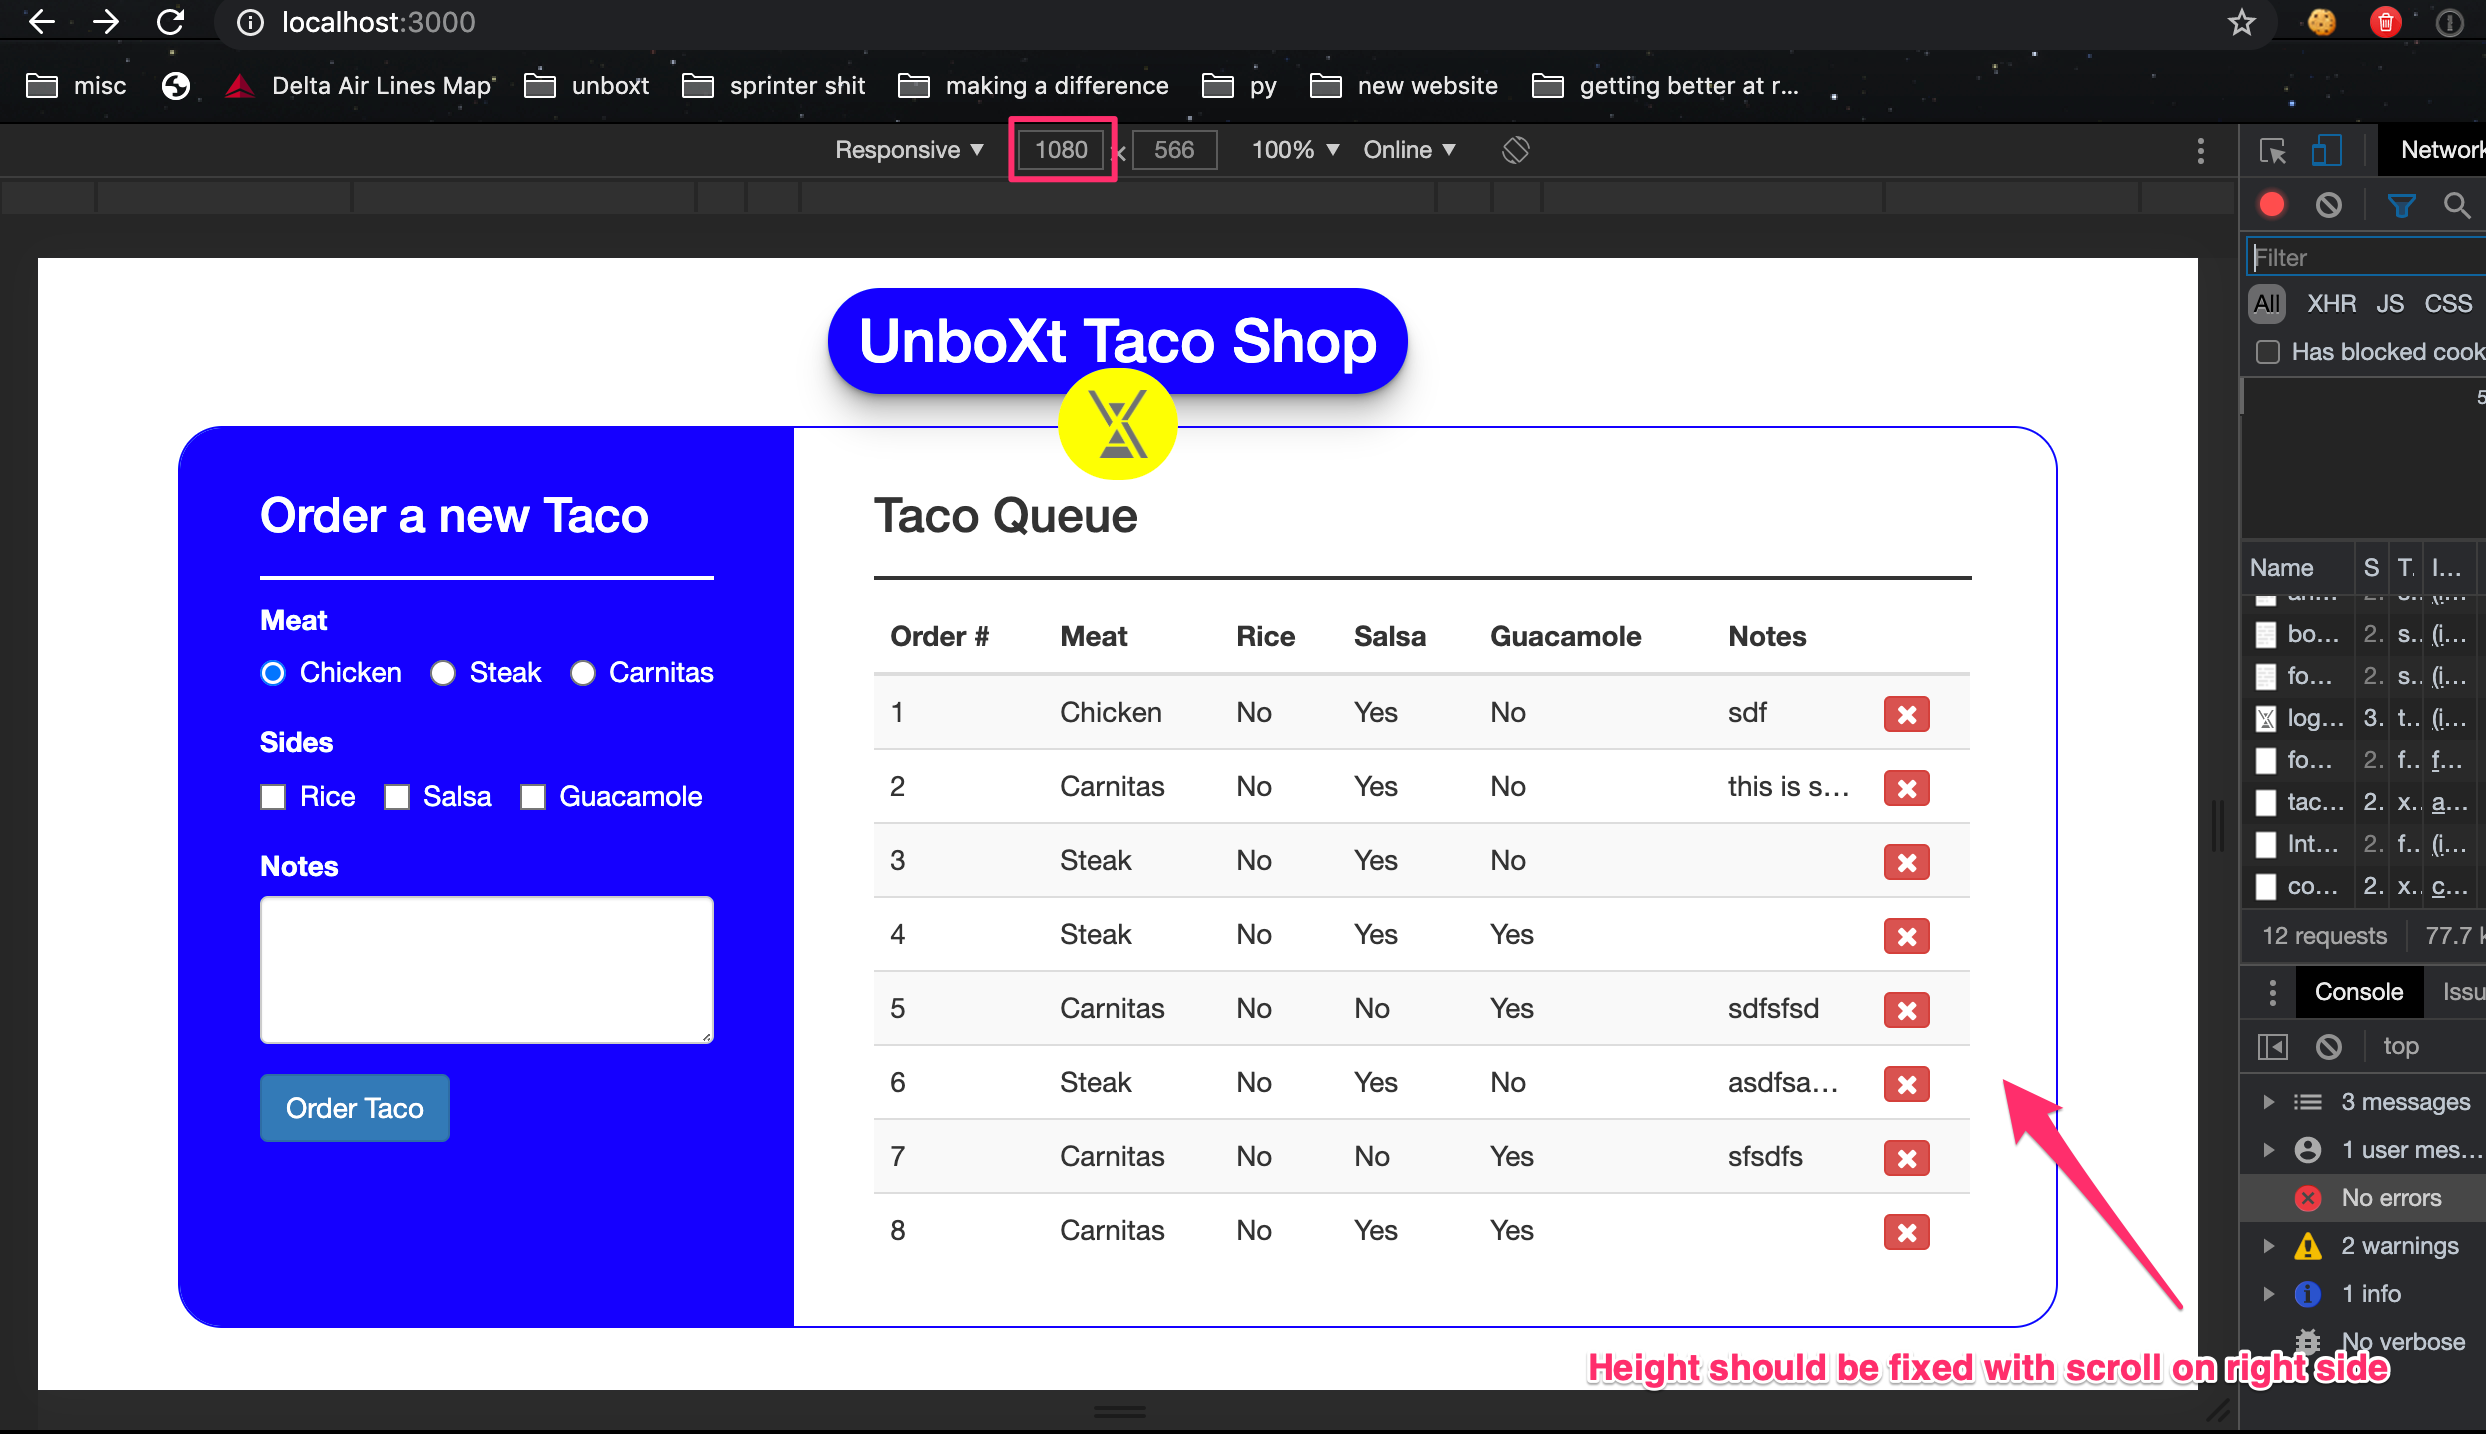 localhost:3000
misc Delta Air Lines Map unboxt sprinter shit making a difference py new website getting better at r...
Responsive ▼ 1080 × 566 100% ▼ Online ▼
Network
Filter
All XHR JS CSS
Has blocked cook
UnboXt Taco Shop
Order a new Taco
Meat
Chicken Steak Carnitas
Sides
Rice Salsa Guacamole
Notes
Order Taco
Taco Queue
Order # Meat Rice Salsa Guacamole Notes
1 Chicken No Yes No sdf
2 Carnitas No Yes No this is s...
3 Steak No Yes No
4 Steak No Yes Yes
5 Carnitas No No Yes sdfsfsd
6 Steak No Yes No asdfsa...
7 Carnitas No No Yes sfsdfs
8 Carnitas No Yes Yes
Height should be fixed with scroll on right side
Name S T. I...
bo... 2. s.. (i...
fo... 2. s.. (i...
log... 3. t.. (i...
fo... 2. f.. f...
tac... 2. x.. a...
Int... 2. f.. (i...
co... 2. x.. c...
12 requests 77.7 k
Console Issu
top
3 messages
1 user mes...
No errors
2 warnings
1 info
No verbose